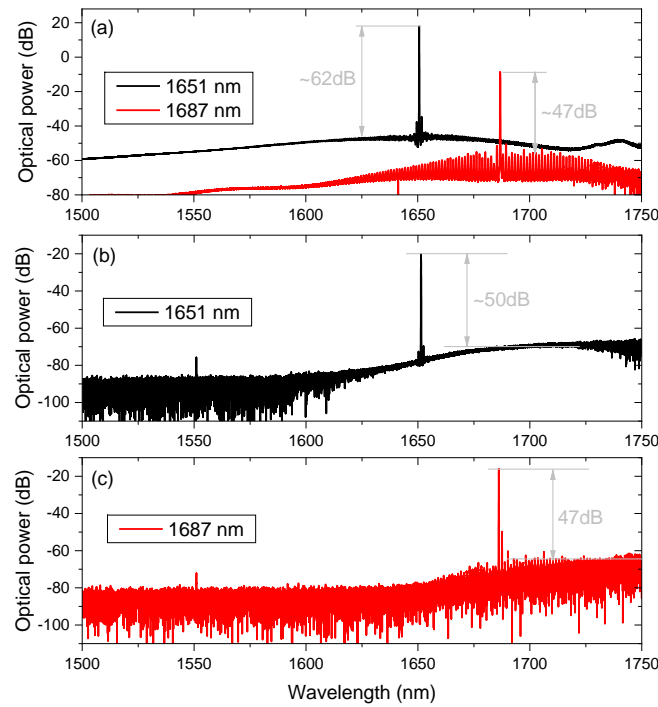 20
0
-20
-40
-60
-80
Optical power (dB)
(a)
1651 nm
1687 nm
~62dB
~47dB
1500 1550 1600 1650 1700 1750
-20
-40
-60
-80
-100
Optical power (dB)
(b)
1651 nm
~50dB
1500 1550 1600 1650 1700 1750
-20
-40
-60
-80
-100
Optical power (dB)
(c)
1687 nm
47dB
1500 1550 1600 1650 1700 1750
Wavelength (nm)